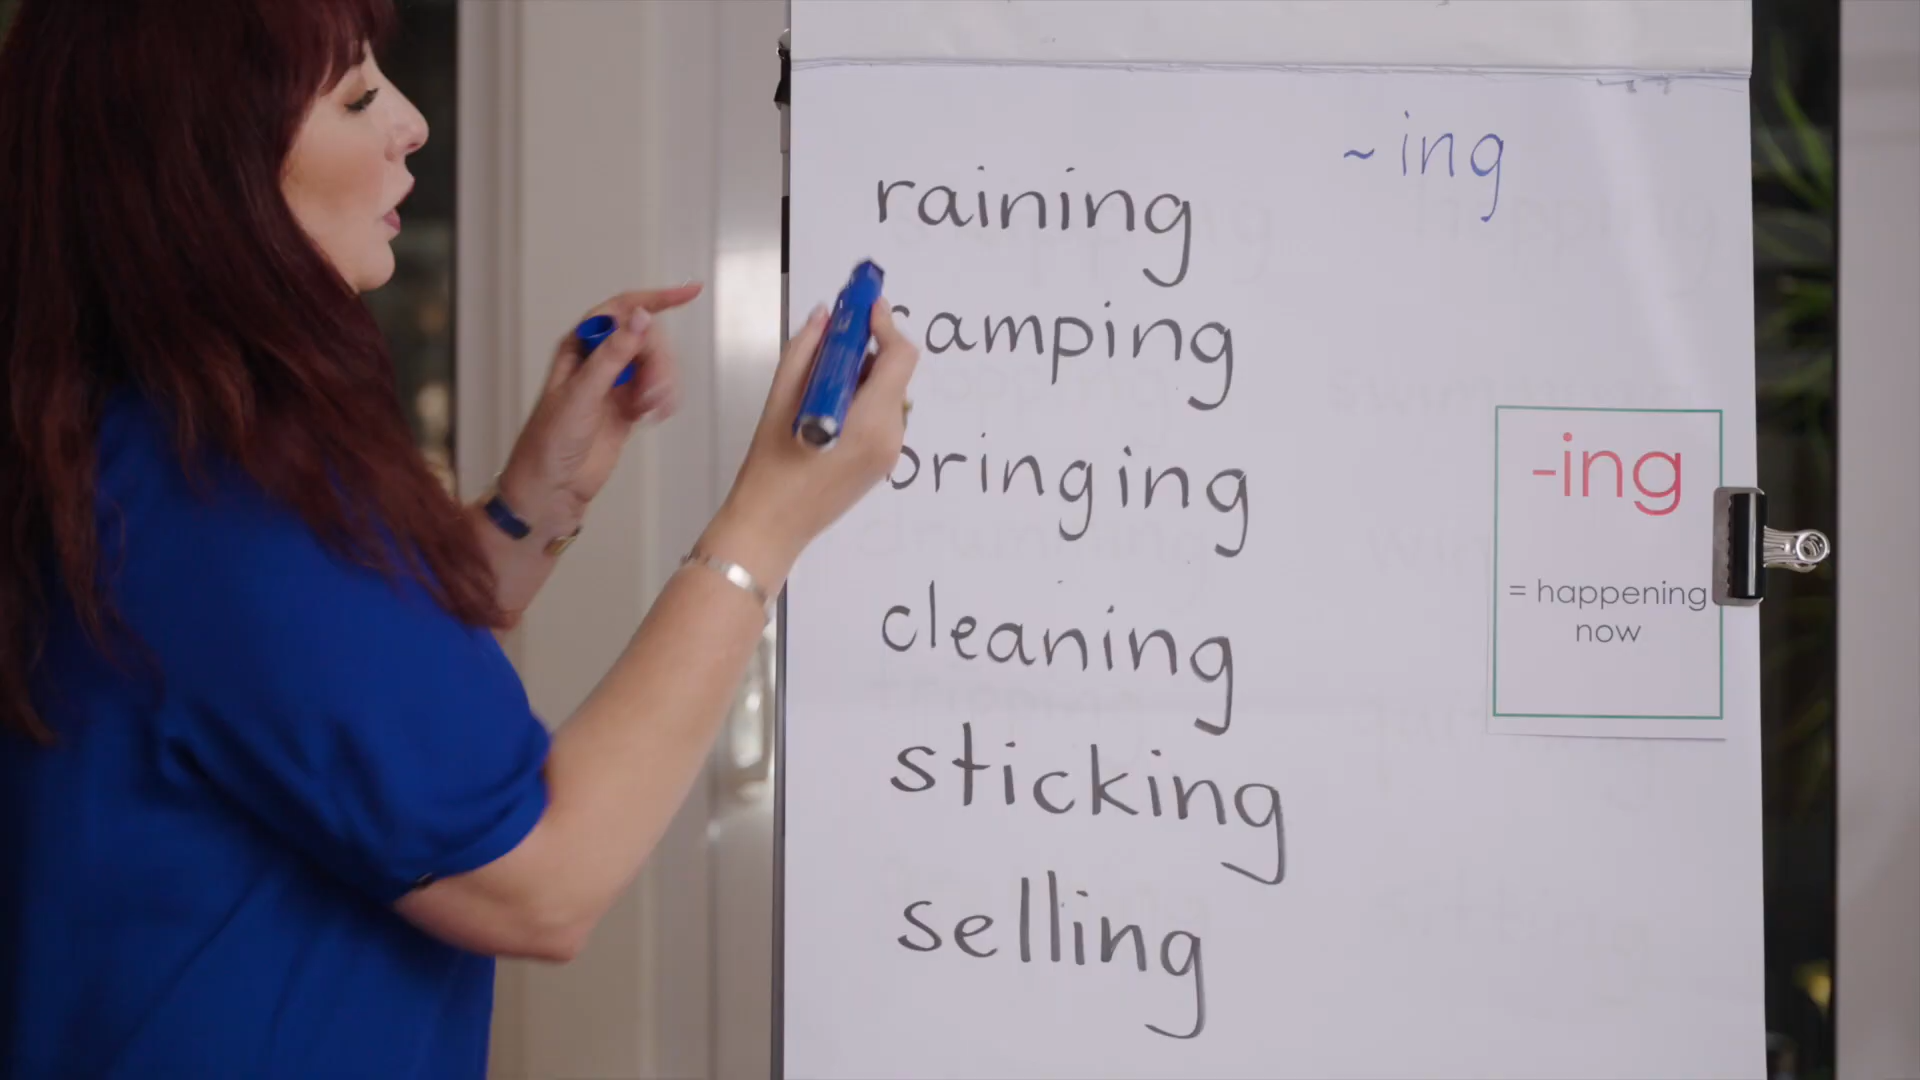 ~ing
raining
camping
bringing
cleaning
sticking
selling
-ing
= happening
now